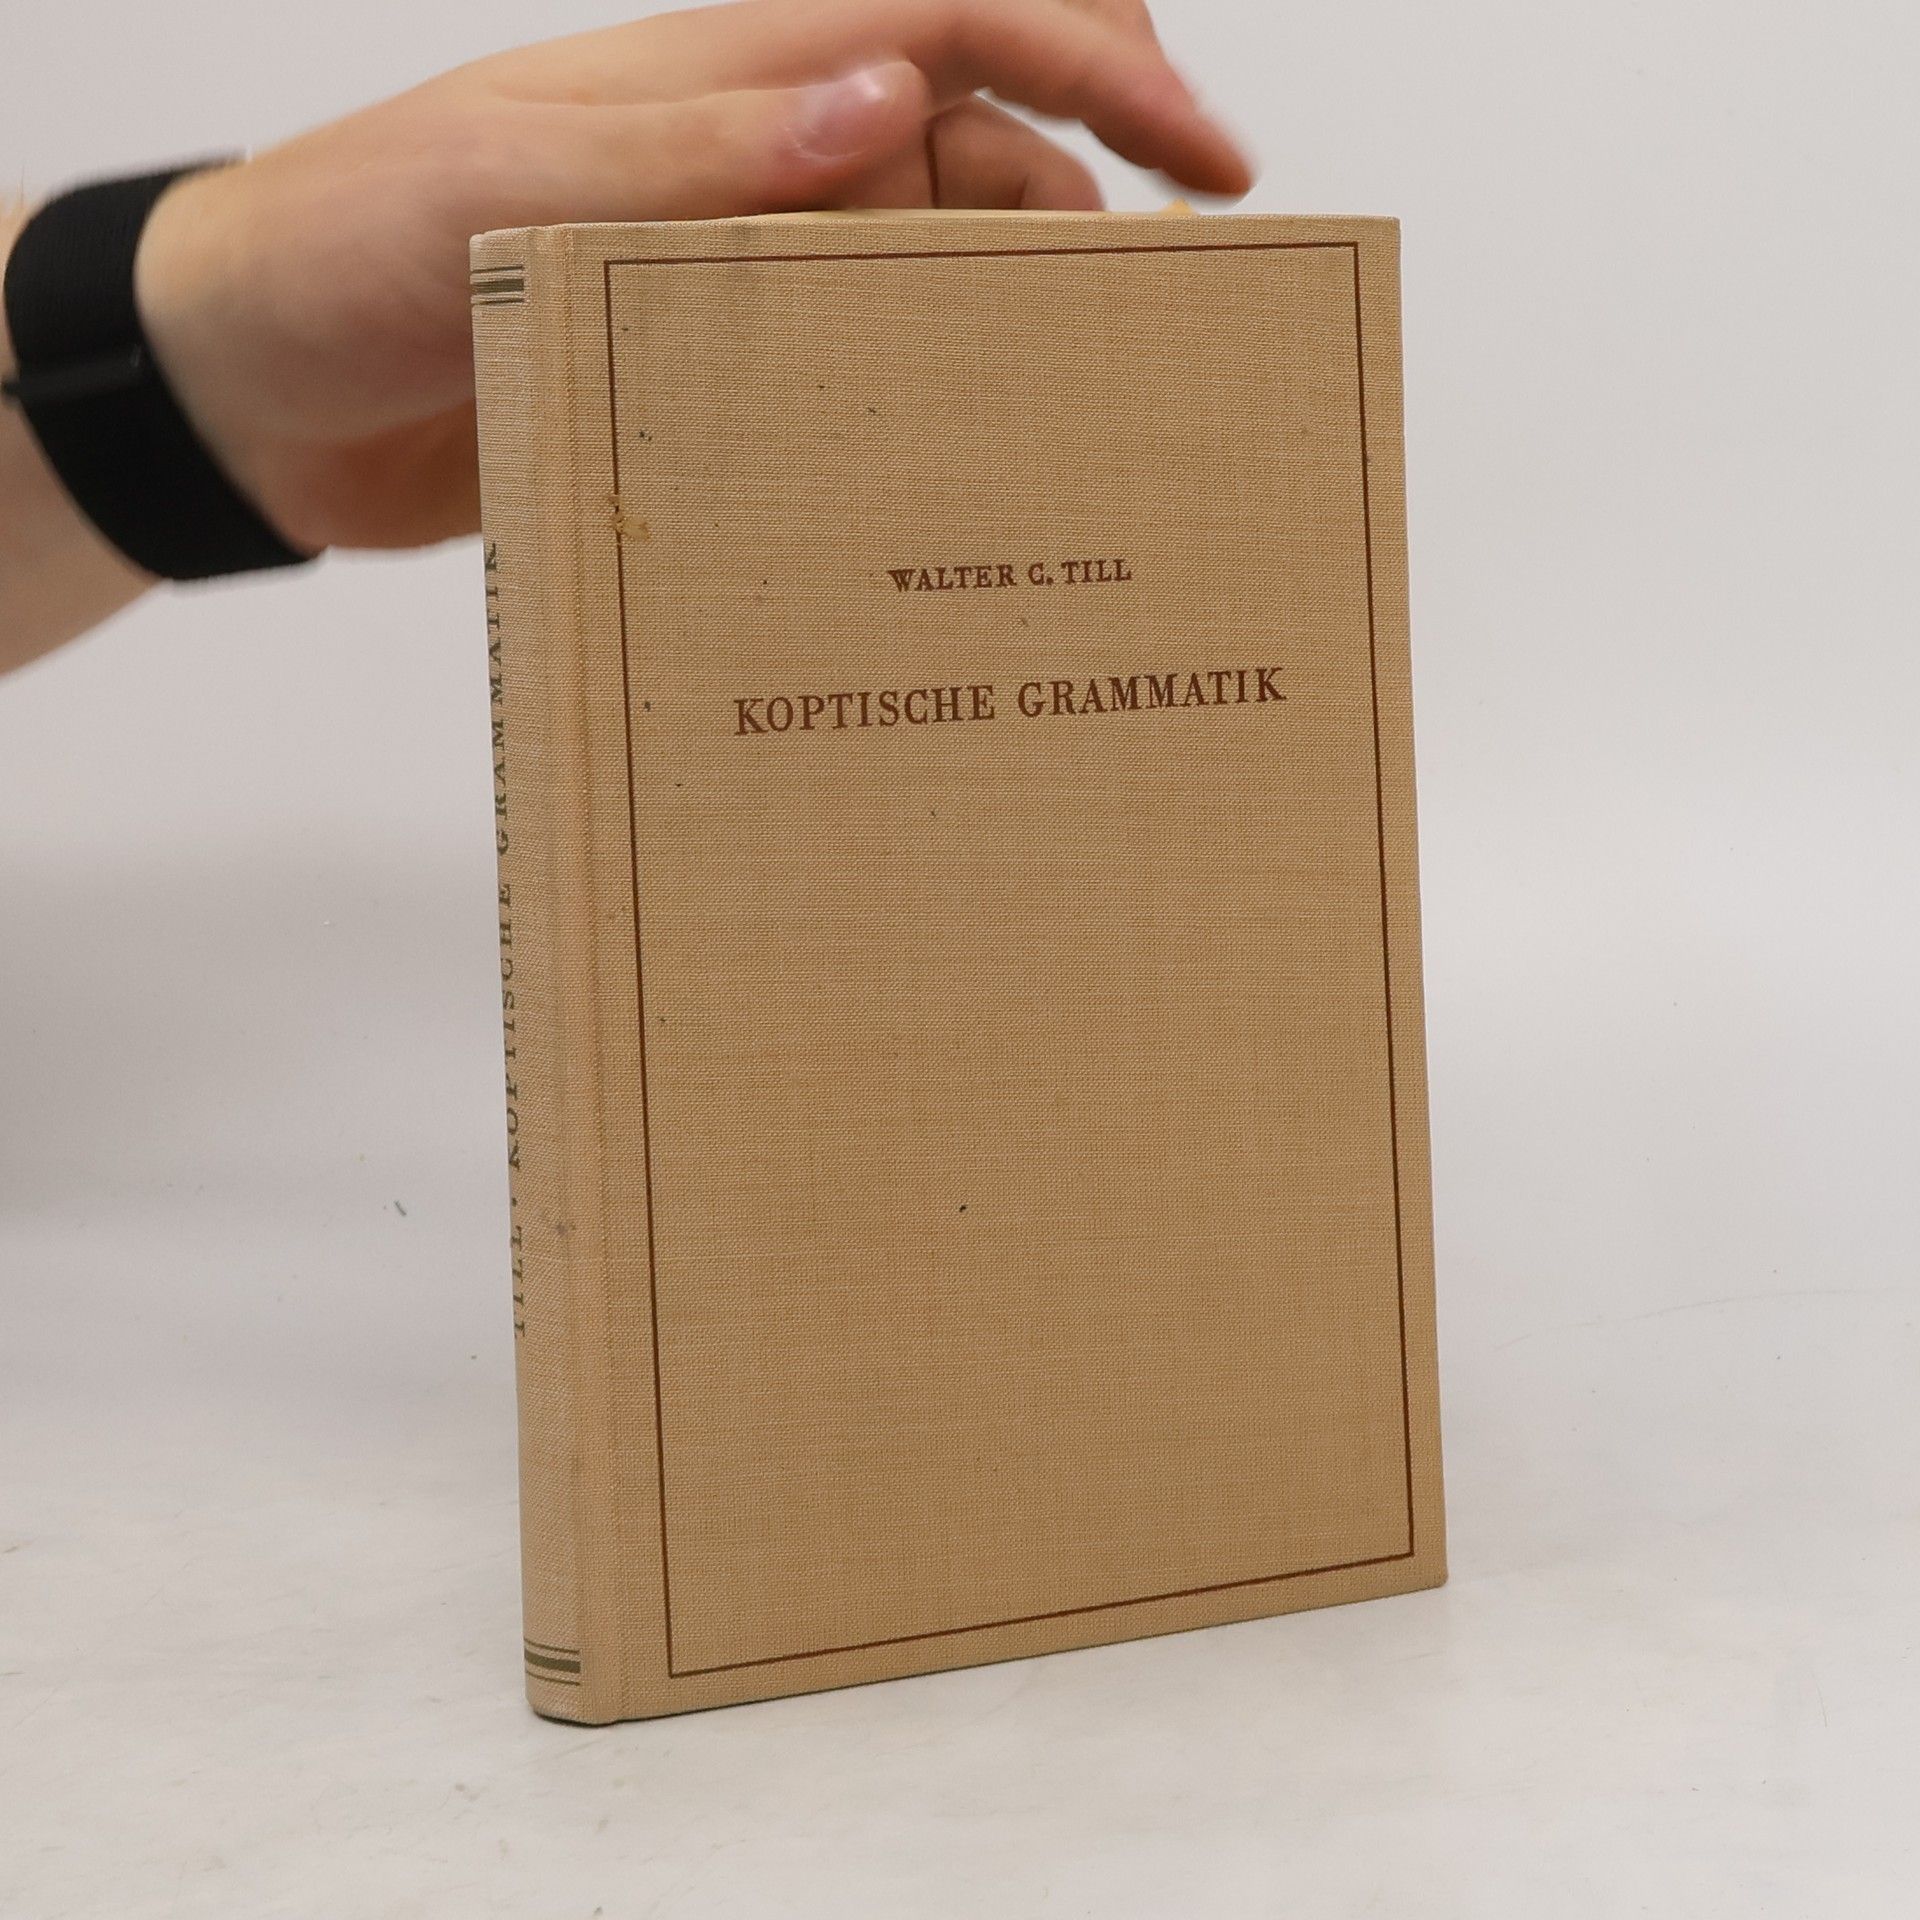 WALTER C. TILL
KOPTISCHE GRAMMATIK
TILL · KOPTISCHE GRAMMATIK